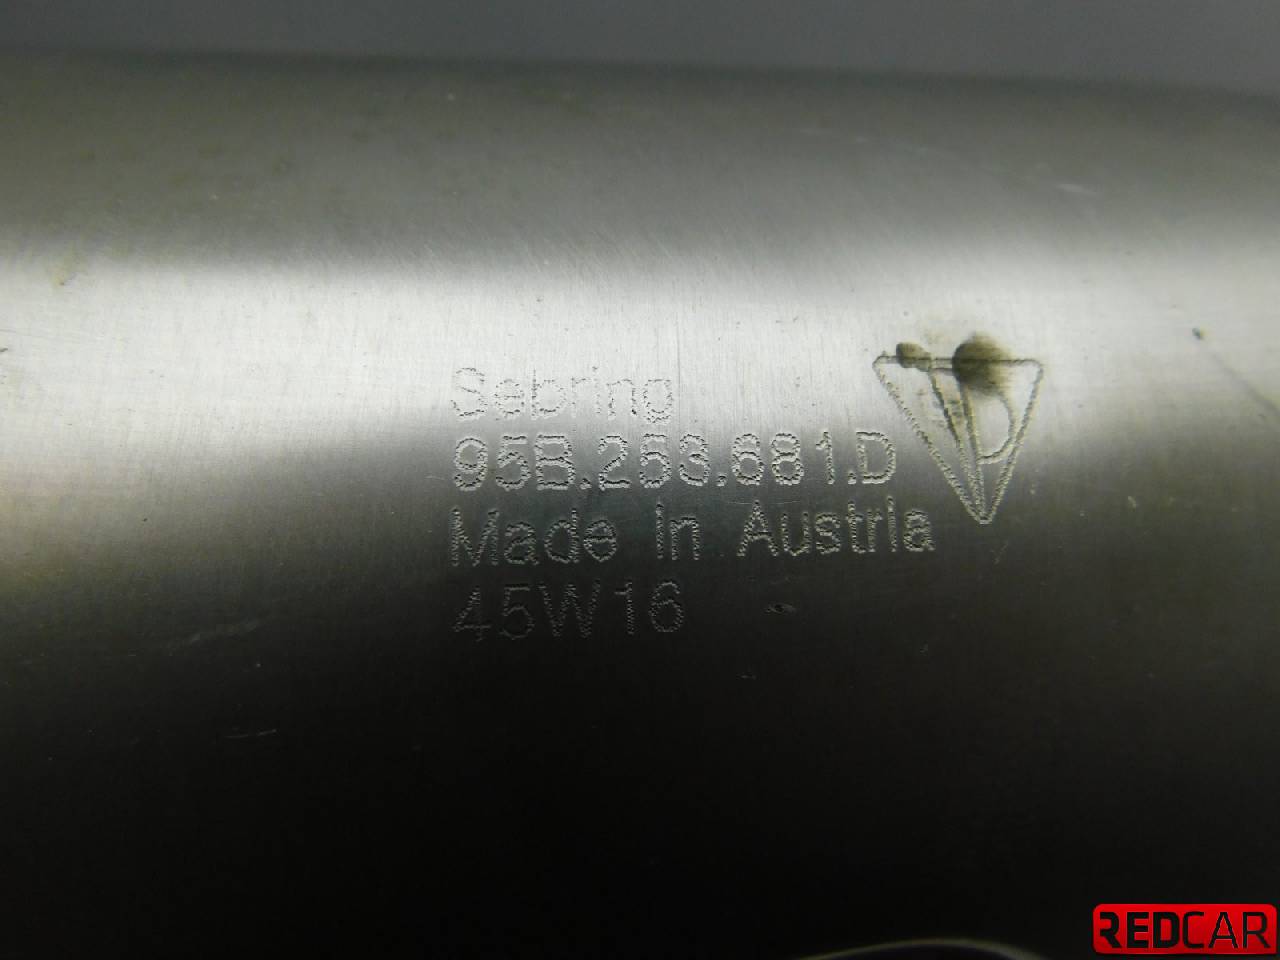 Sebring
95B.253.681.D
Made in Austria
45W16
REDCAR